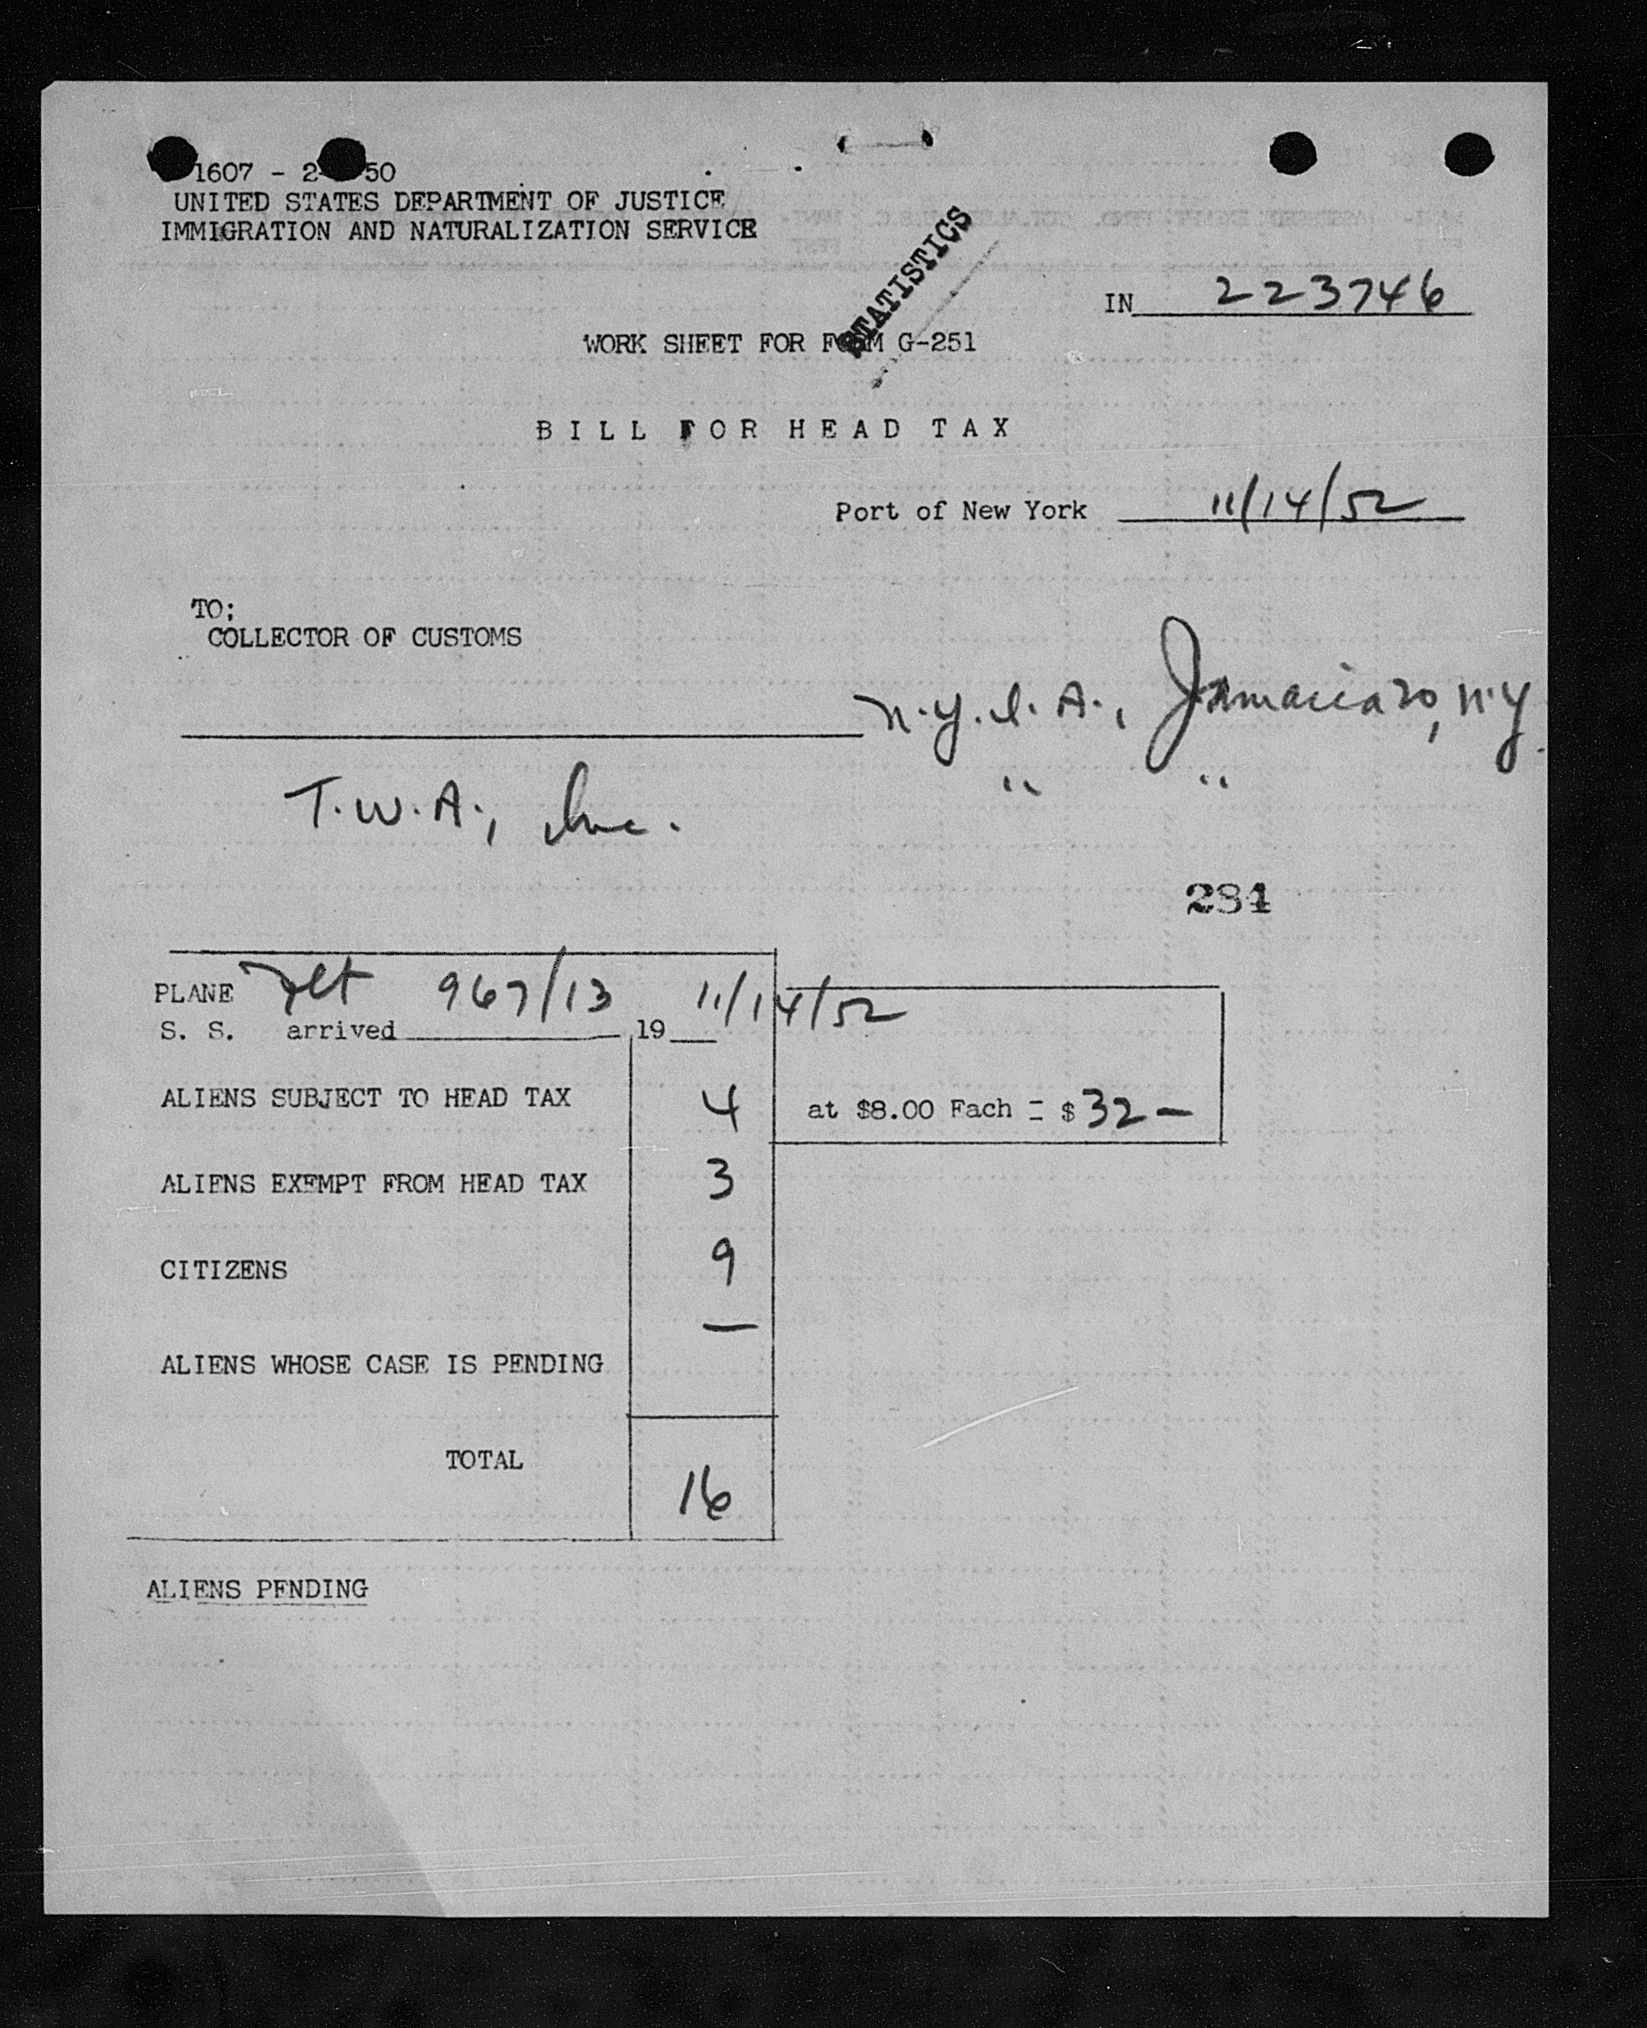 1607 - 2 50
UNITED STATES DEPARTMENT OF JUSTICE
IMMIGRATION AND NATURALIZATION SERVICE
STATISTICS
IN 223746
WORK SHEET FOR FORM G-251
BILL FOR HEAD TAX
Port of New York 11/14/52
TO;
COLLECTOR OF CUSTOMS
N.Y.I.A., Jamaica 30, N.Y.
T.W.A., Inc. " "
284
PLANE Flt 967/13 11/14/52
S. S. arrived 19
ALIENS SUBJECT TO HEAD TAX 4 at $8.00 Each = $ 32 —
ALIENS EXEMPT FROM HEAD TAX 3
CITIZENS 9
ALIENS WHOSE CASE IS PENDING —
TOTAL 16
ALIENS PENDING